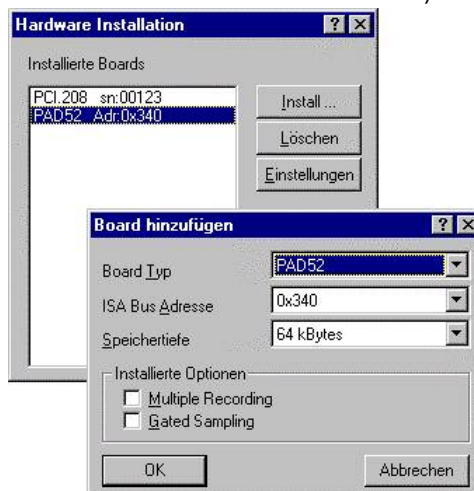 Hardware Installation
Installierte Boards
PCI.208 sn:00123
PAD52 Adr:0x340
Install ...
Löschen
Einstellungen
Board hinzufügen
Board Typ
PAD52
ISA Bus Adresse
0x340
Speichertiefe
64 kBytes
Installierte Optionen
Multiple Recording
Gated Sampling
OK
Abbrechen